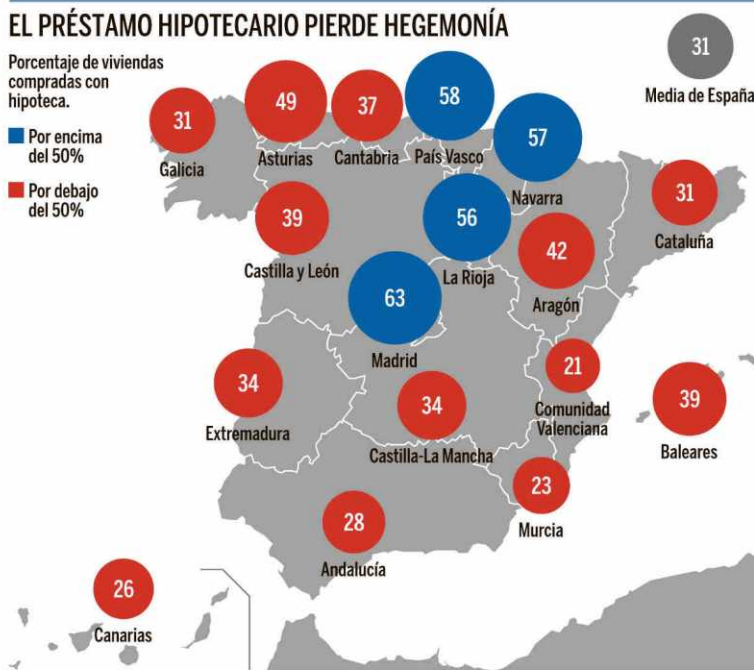 EL PRÉSTAMO HIPOTECARIO PIERDE HEGEMONÍA
Porcentaje de viviendas
compradas con
hipoteca.
Por encima
del 50%
Por debajo
del 50%
31
Media de España
31
Galicia
49
Asturias
37
Cantabria
58
País Vasco
57
Navarra
39
Castilla y León
56
La Rioja
42
Aragón
31
Cataluña
63
Madrid
34
Extremadura
34
Castilla-La Mancha
21
Comunidad
Valenciana
39
Baleares
23
Murcia
28
Andalucía
26
Canarias